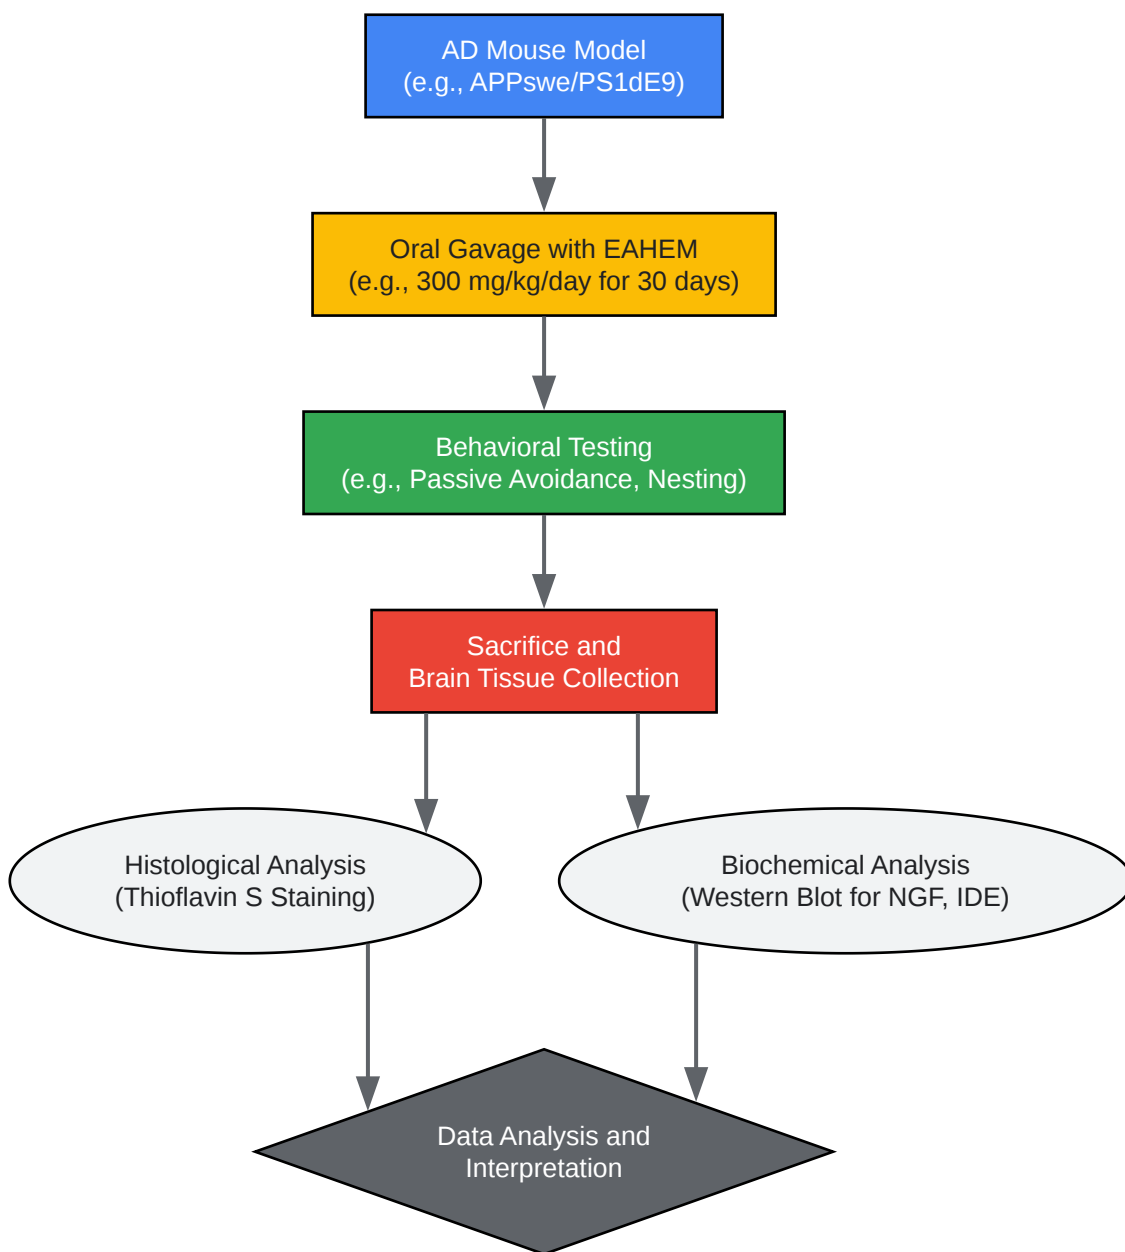 AD Mouse Model
(e.g., APPswe/PS1dE9)
Oral Gavage with EAHEM
(e.g., 300 mg/kg/day for 30 days)
Behavioral Testing
(e.g., Passive Avoidance, Nesting)
Sacrifice and
Brain Tissue Collection
Histological Analysis
(Thioflavin S Staining)
Biochemical Analysis
(Western Blot for NGF, IDE)
Data Analysis and
Interpretation